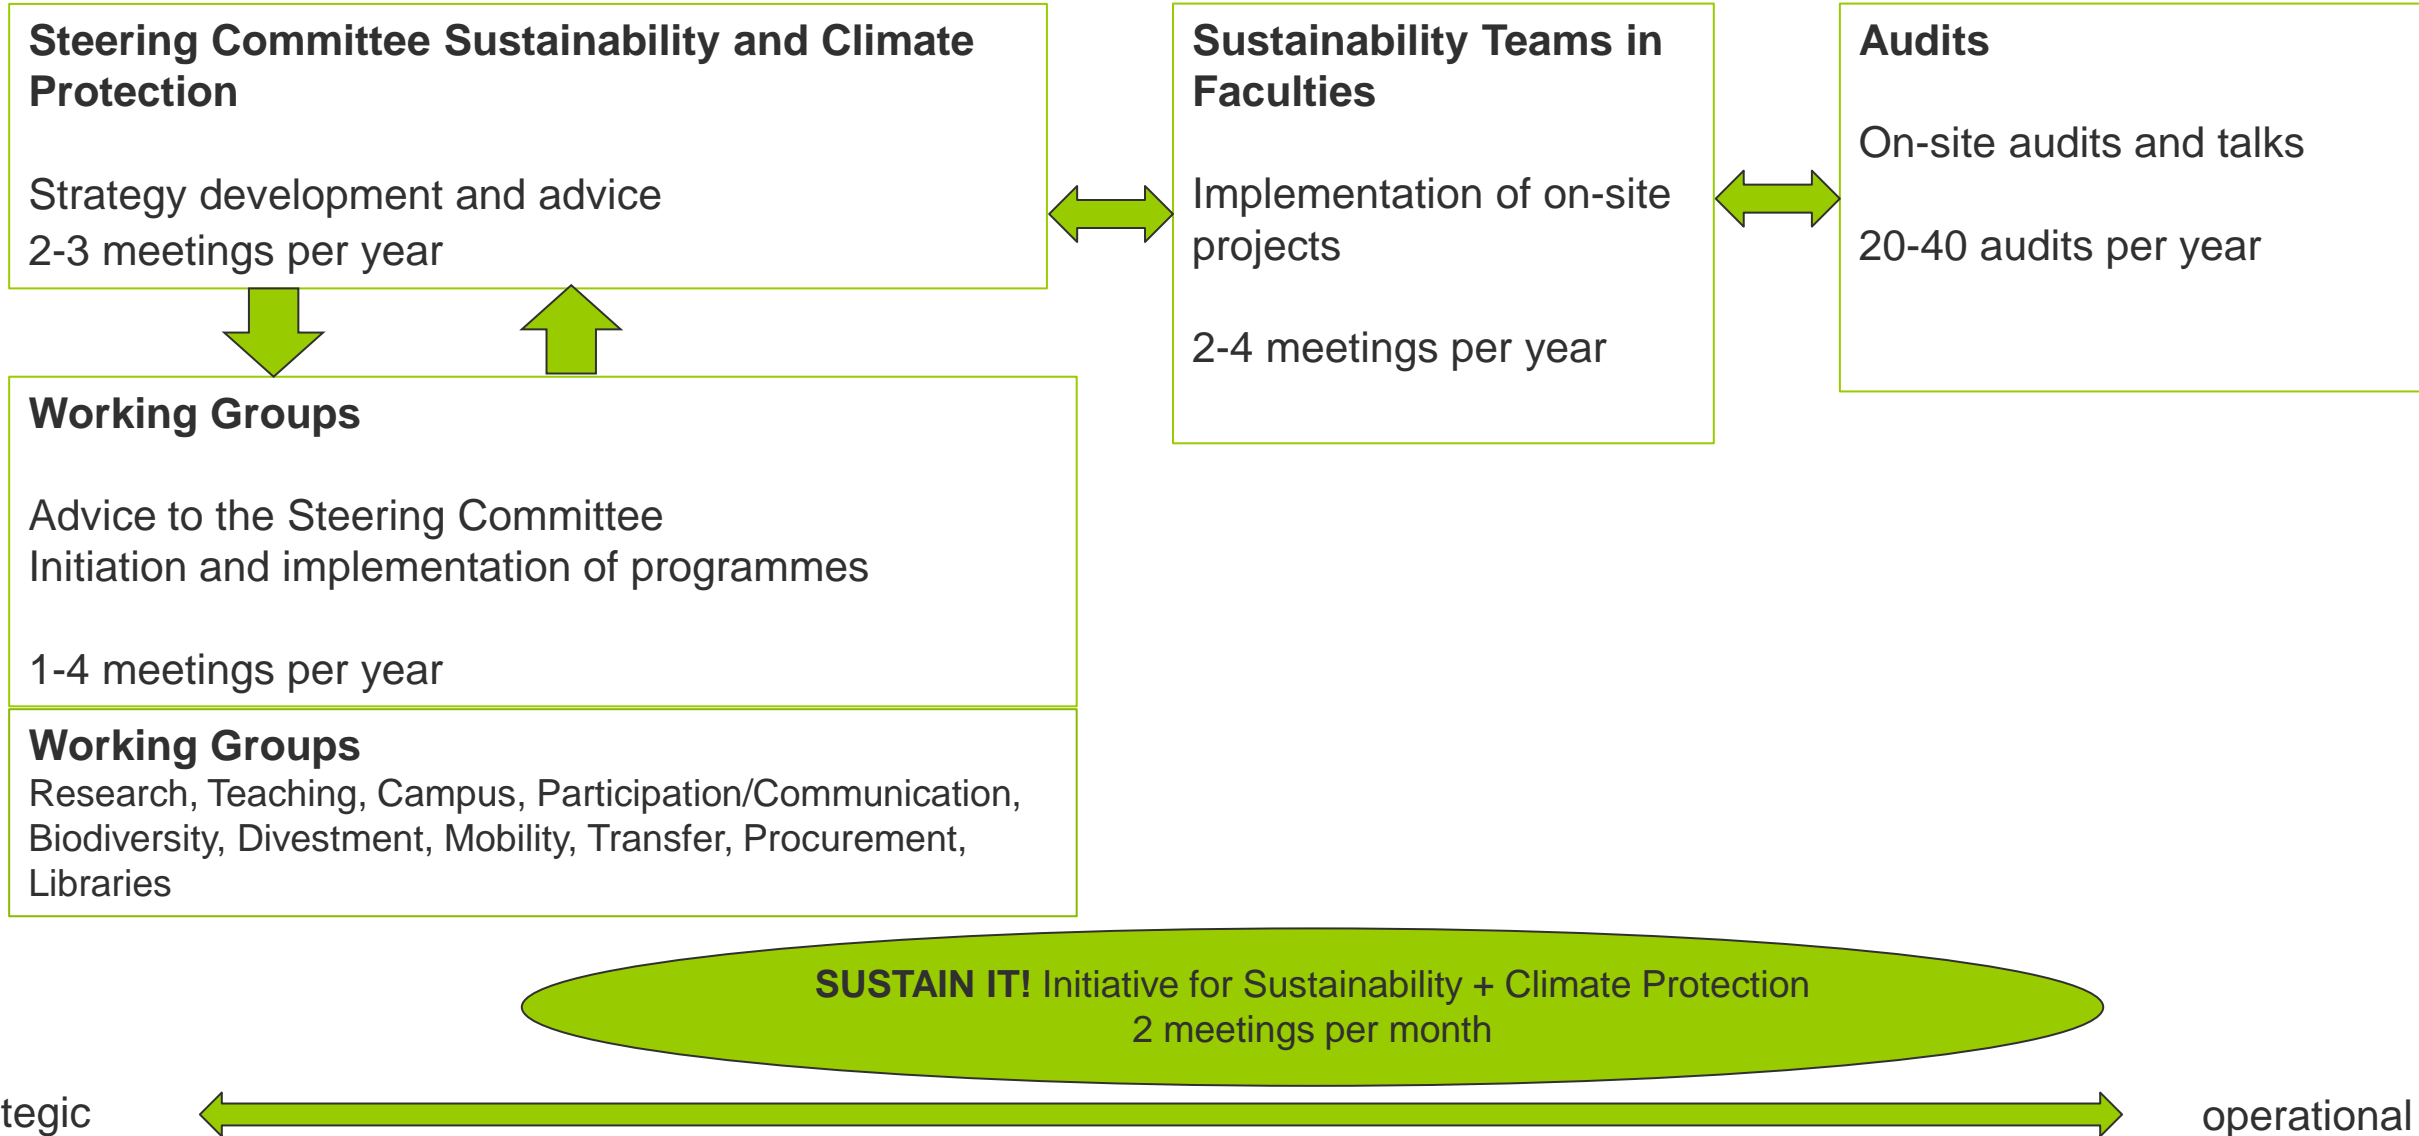 Steering Committee Sustainability and Climate
Protection
Strategy development and advice
2-3 meetings per year
Sustainability Teams in
Faculties
Implementation of on-site
projects
2-4 meetings per year
Audits
On-site audits and talks
20-40 audits per year
Working Groups
Advice to the Steering Committee
Initiation and implementation of programmes
1-4 meetings per year
Working Groups
Research, Teaching, Campus, Participation/Communication,
Biodiversity, Divestment, Mobility, Transfer, Procurement,
Libraries
SUSTAIN IT! Initiative for Sustainability + Climate Protection
2 meetings per month
tegic
operational